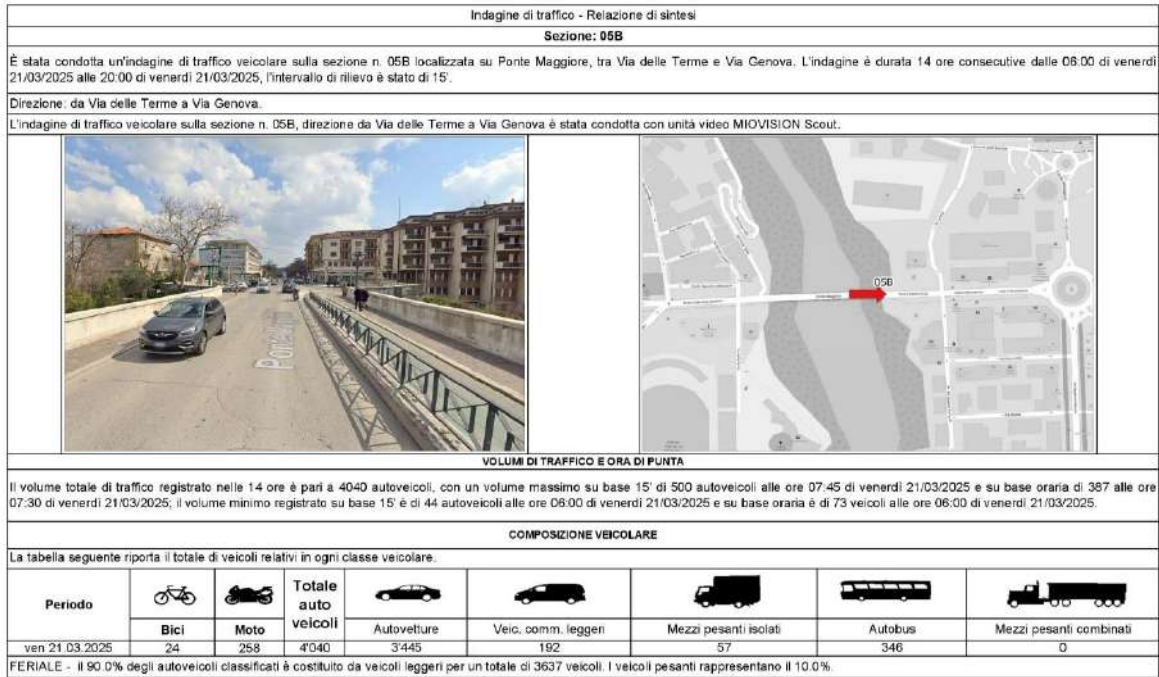 Indagine di traffico - Relazione di sintesi
Sezione: 05B
È stata condotta un'indagine di traffico veicolare sulla sezione n. 05B localizzata su Ponte Maggiore, tra Via delle Terme e Via Genova. L'indagine è durata 14 ore consecutive dalle 06:00 di venerdì
21/03/2025 alle 20:00 di venerdì 21/03/2025, l'intervallo di rilievo è stato di 15'.
Direzione: da Via delle Terme a Via Genova.
L'indagine di traffico veicolare sulla sezione n. 05B, direzione da Via delle Terme a Via Genova è stata condotta con unità video MIOVISION Scout.
05B
VOLUMI DI TRAFFICO E ORA DI PUNTA
Il volume totale di traffico registrato nelle 14 ore è pari a 4040 autoveicoli, con un volume massimo su base 15' di 500 autoveicoli alle ore 07:45 di venerdì 21/03/2025 e su base oraria di 387 alle ore
07:30 di venerdì 21/03/2025; il volume minimo registrato su base 15' è di 44 autoveicoli alle ore 06:00 di venerdì 21/03/2025 e su base oraria è di 73 veicoli alle ore 06:00 di venerdì 21/03/2025.
COMPOSIZIONE VEICOLARE
La tabella seguente riporta il totale di veicoli relativi in ogni classe veicolare.
Periodo Bici Moto Totale auto veicoli Autovetture Veic. comm. leggeri Mezzi pesanti isolati Autobus Mezzi pesanti combinati
ven 21.03.2025 24 258 4'040 3'445 192 57 346 0
FERIALE - il 90.0% degli autoveicoli classificati è costituito da veicoli leggeri per un totale di 3637 veicoli. I veicoli pesanti rappresentano il 10.0%.